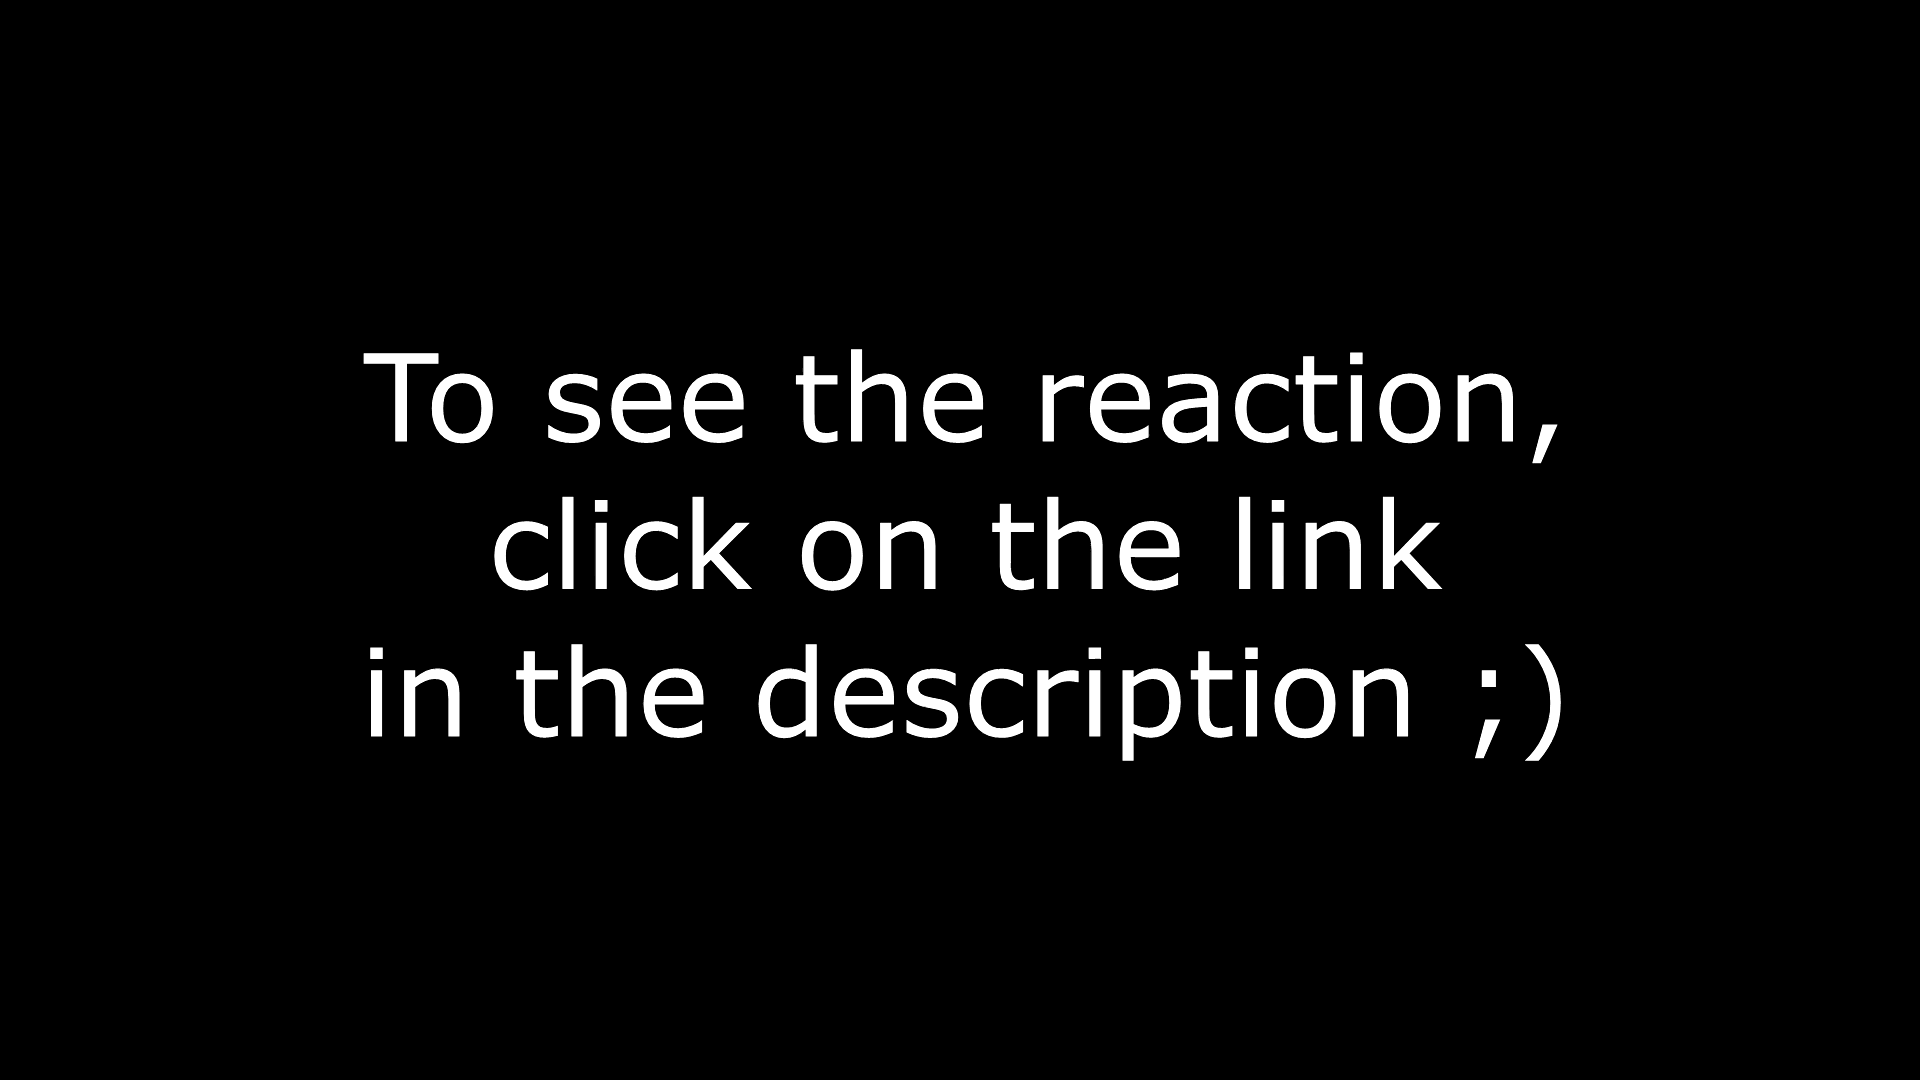 To see the reaction,
click on the link
in the description ;)